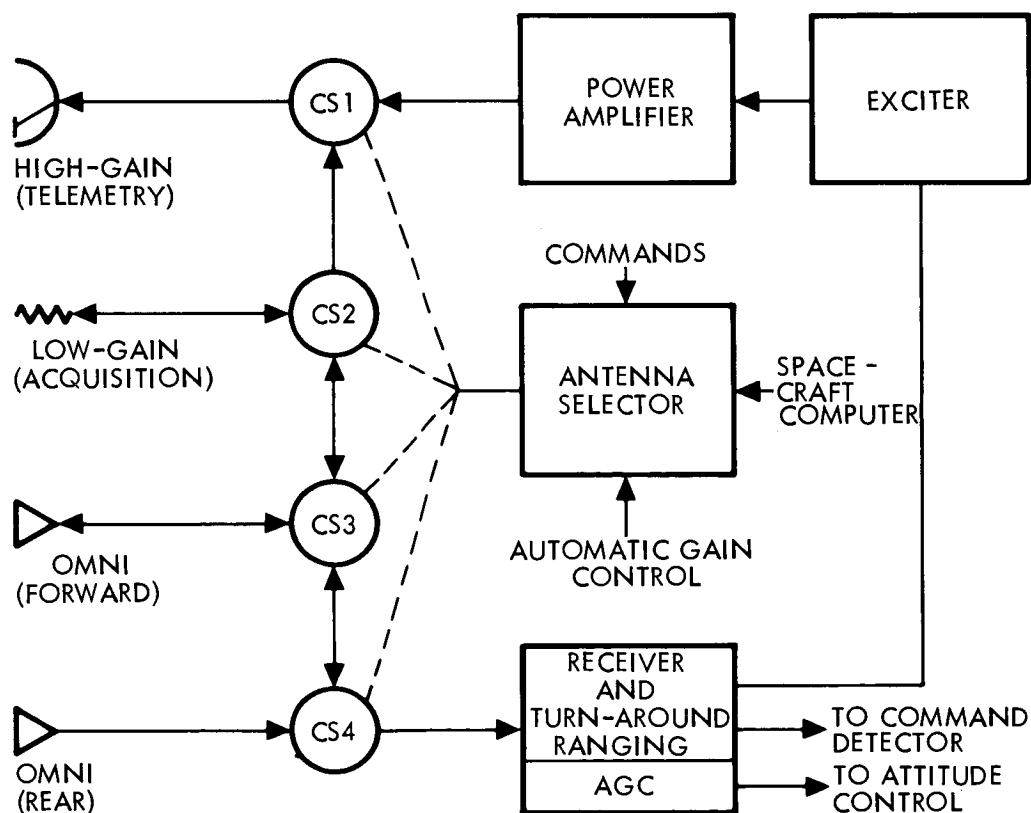 HIGH-GAIN
(TELEMETRY)
CS1
POWER
AMPLIFIER
EXCITER
LOW-GAIN
(ACQUISITION)
CS2
COMMANDS
ANTENNA
SELECTOR
SPACE -
CRAFT
COMPUTER
AUTOMATIC GAIN
CONTROL
OMNI
(FORWARD)
CS3
OMNI
(REAR)
CS4
RECEIVER
AND
TURN-AROUND
RANGING
AGC
TO COMMAND
DETECTOR
TO ATTITUDE
CONTROL